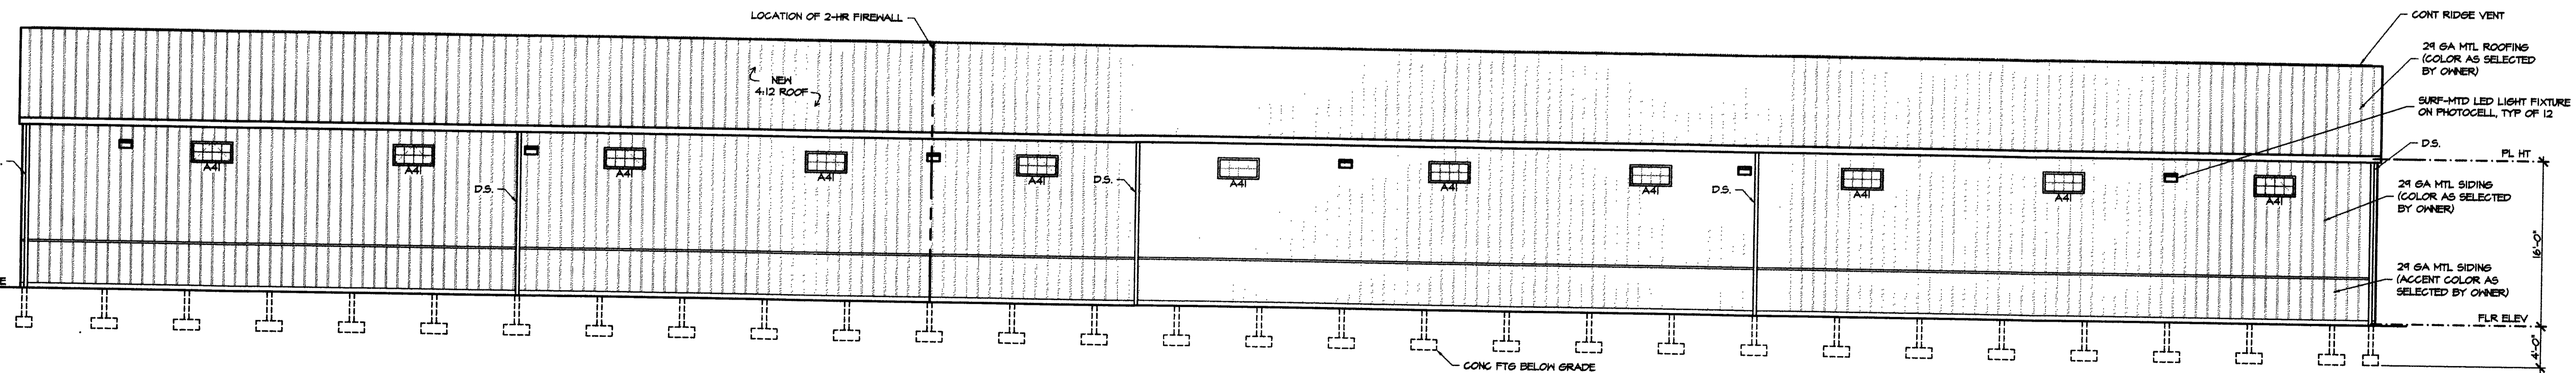 LOCATION OF 2-HR FIREWALL
CONT RIDGE VENT
29 GA MTL ROOFING
(COLOR AS SELECTED
BY OWNER)
NEW
4:12 ROOF
SURF-MTD LED LIGHT FIXTURE
ON PHOTOCELL, TYP OF 12
D.S.
PL HT
A41
A41
A41
A41
A41
A41
A41
A41
A41
A41
A41
D.S.
D.S.
D.S.
29 GA MTL SIDING
(COLOR AS SELECTED
BY OWNER)
16'-0"
29 GA MTL SIDING
(ACCENT COLOR AS
SELECTED BY OWNER)
FLR ELEV
4'-0"
CONC FTG BELOW GRADE